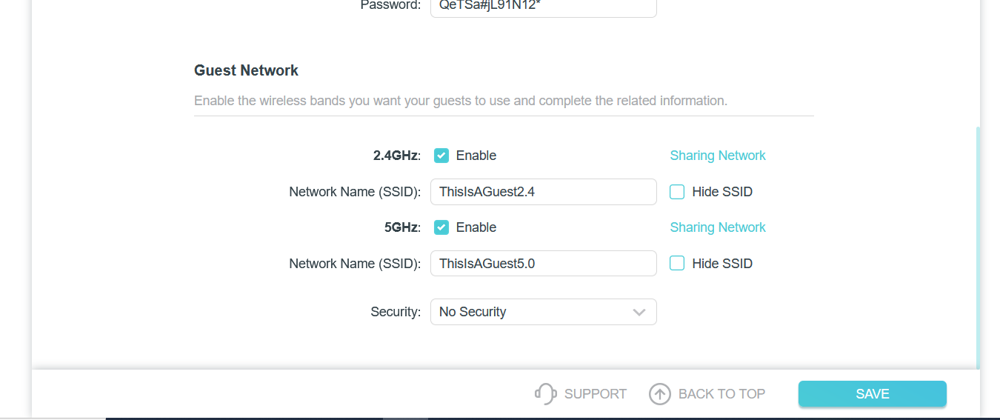 Password: QeTSa#jL91N12*
Guest Network
Enable the wireless bands you want your guests to use and complete the related information.
2.4GHz: Enable Sharing Network
Network Name (SSID): ThisIsAGuest2.4 Hide SSID
5GHz: Enable Sharing Network
Network Name (SSID): ThisIsAGuest5.0 Hide SSID
Security: No Security
SUPPORT BACK TO TOP SAVE